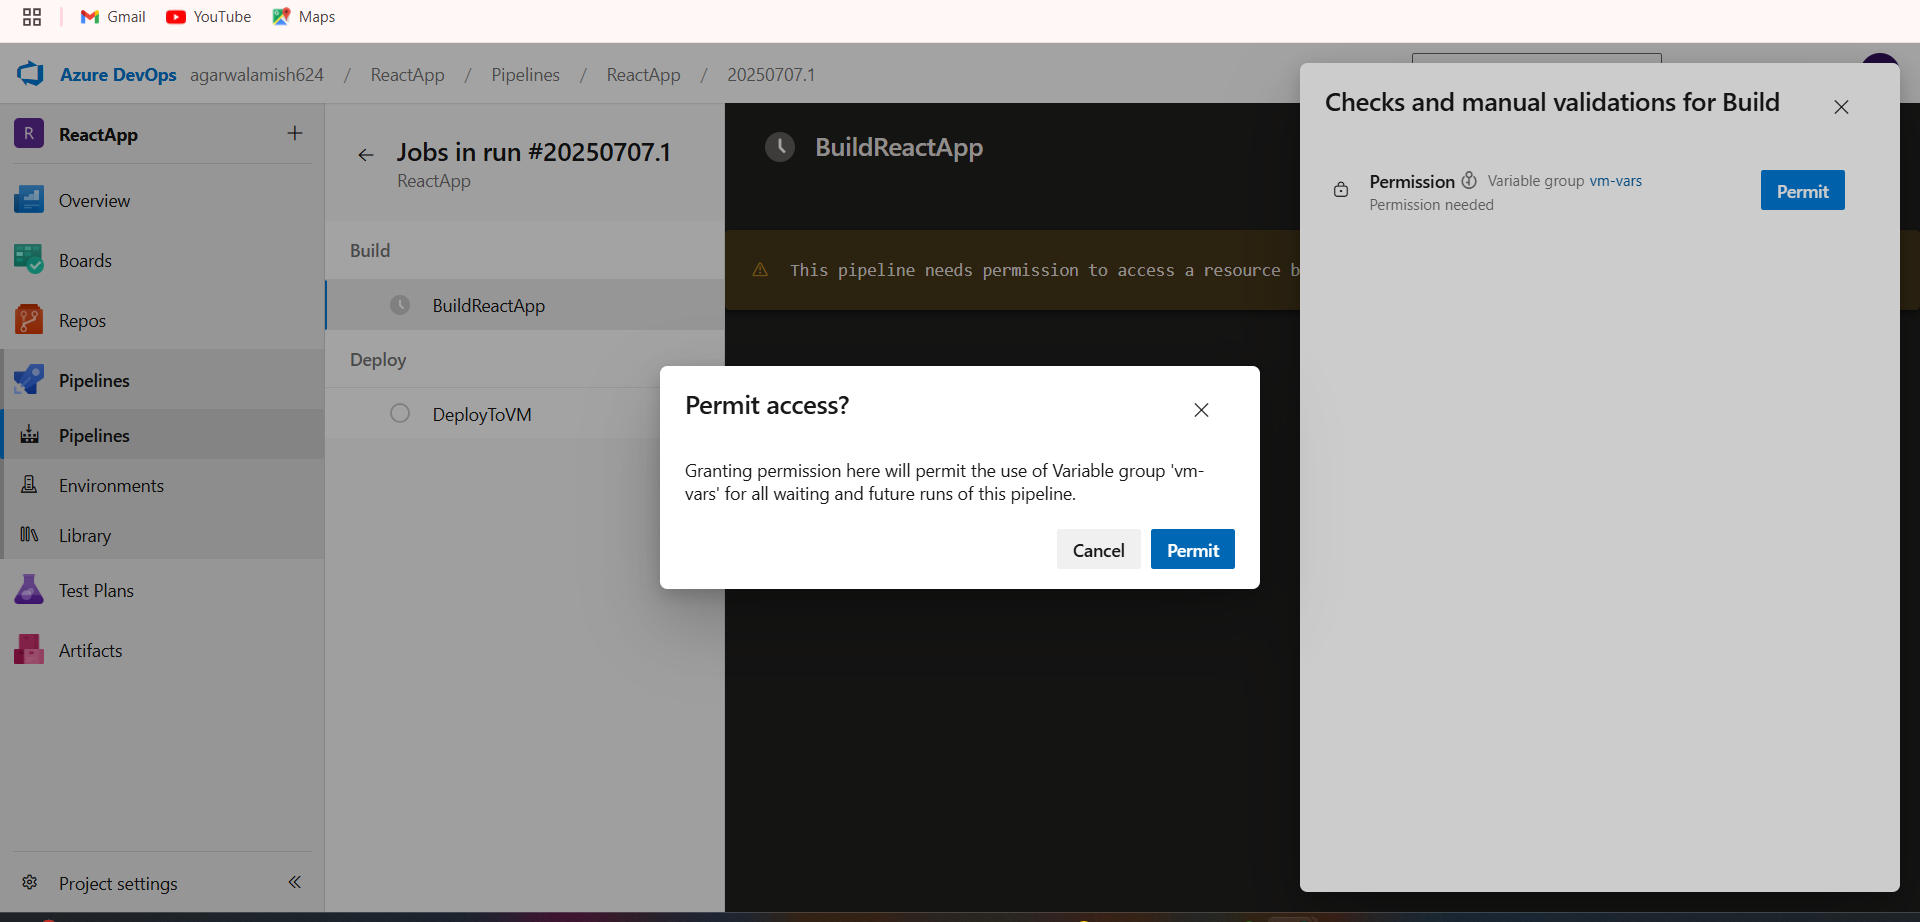 Gmail
YouTube
Maps
Azure DevOps agarwalamish624 / ReactApp / Pipelines / ReactApp / 20250707.1
R ReactApp
Overview
Boards
Repos
Pipelines
Pipelines
Environments
Library
Test Plans
Artifacts
Project settings
Jobs in run #20250707.1
ReactApp
Build
BuildReactApp
Deploy
DeployToVM
BuildReactApp
This pipeline needs permission to access a resource b
Checks and manual validations for Build
Permission Variable group vm-vars
Permission needed
Permit
Permit access?
Granting permission here will permit the use of Variable group 'vm-
vars' for all waiting and future runs of this pipeline.
Cancel
Permit